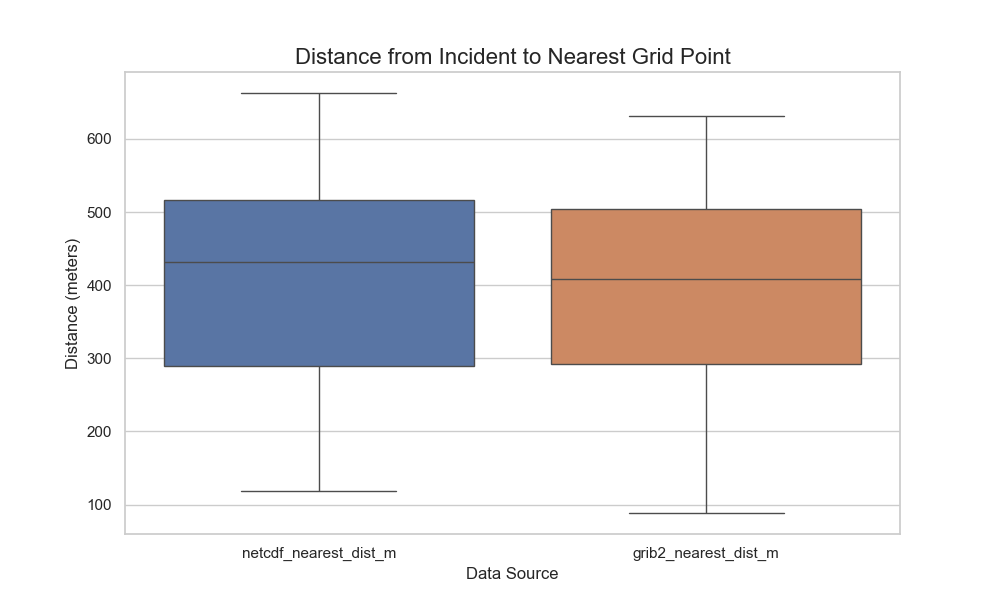 Distance from Incident to Nearest Grid Point
Distance (meters)
600
500
400
300
200
100
netcdf_nearest_dist_m
grib2_nearest_dist_m
Data Source